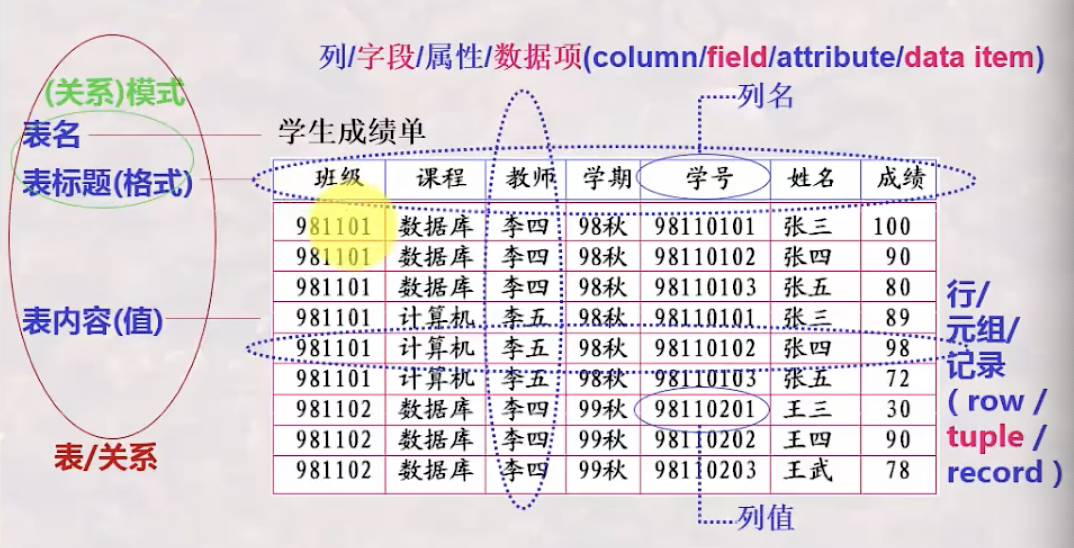 列/字段/属性/数据项(column/field/attribute/data item)
(关系)模式
列名
表名
学生成绩单
表标题(格式)
班级 课程 教师 学期 学号 姓名 成绩
981101 数据库 李四 98秋 98110101 张三 100
981101 数据库 李四 98秋 98110102 张四 90
981101 数据库 李四 98秋 98110103 张五 80
981101 计算机 李五 98秋 98110101 张三 89
981101 计算机 李五 98秋 98110102 张四 98
981101 计算机 李五 98秋 98110103 张五 72
981102 数据库 李四 99秋 98110201 王三 30
981102 数据库 李四 99秋 98110202 王四 90
981102 数据库 李四 99秋 98110203 王武 78
表内容(值)
行/
元组/
记录
( row /
tuple /
record )
表/关系
列值